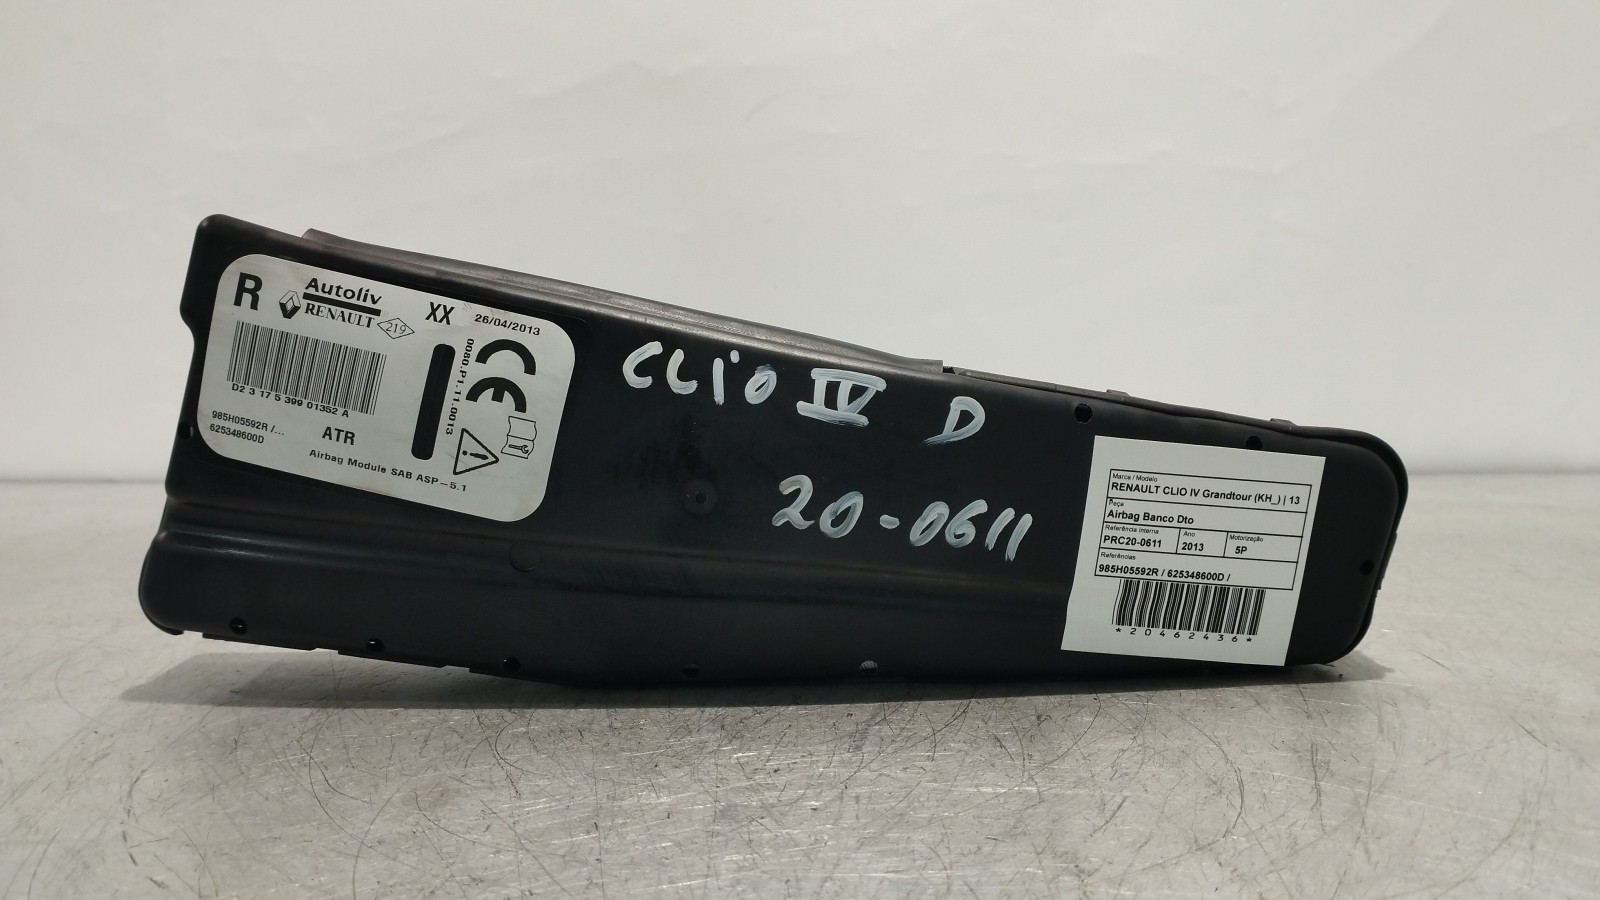 R
Autoliv
RENAULT
219
XX
26/04/2013
D2 3 17 5 399 01352 A
985H05592R /...
625348600D
ATR
Airbag Module SAB ASP-5.1
0080.P1.11.0013
CE
i
CLIO IV D
20-0611
Marca / Modelo
RENAULT CLIO IV Grandtour (KH_) | 13
Peça
Airbag Banco Dto
Referência interna
PRC20-0611
Ano
2013
Motorização
5P
Referências
985H05592R / 625348600D /
*20462436*